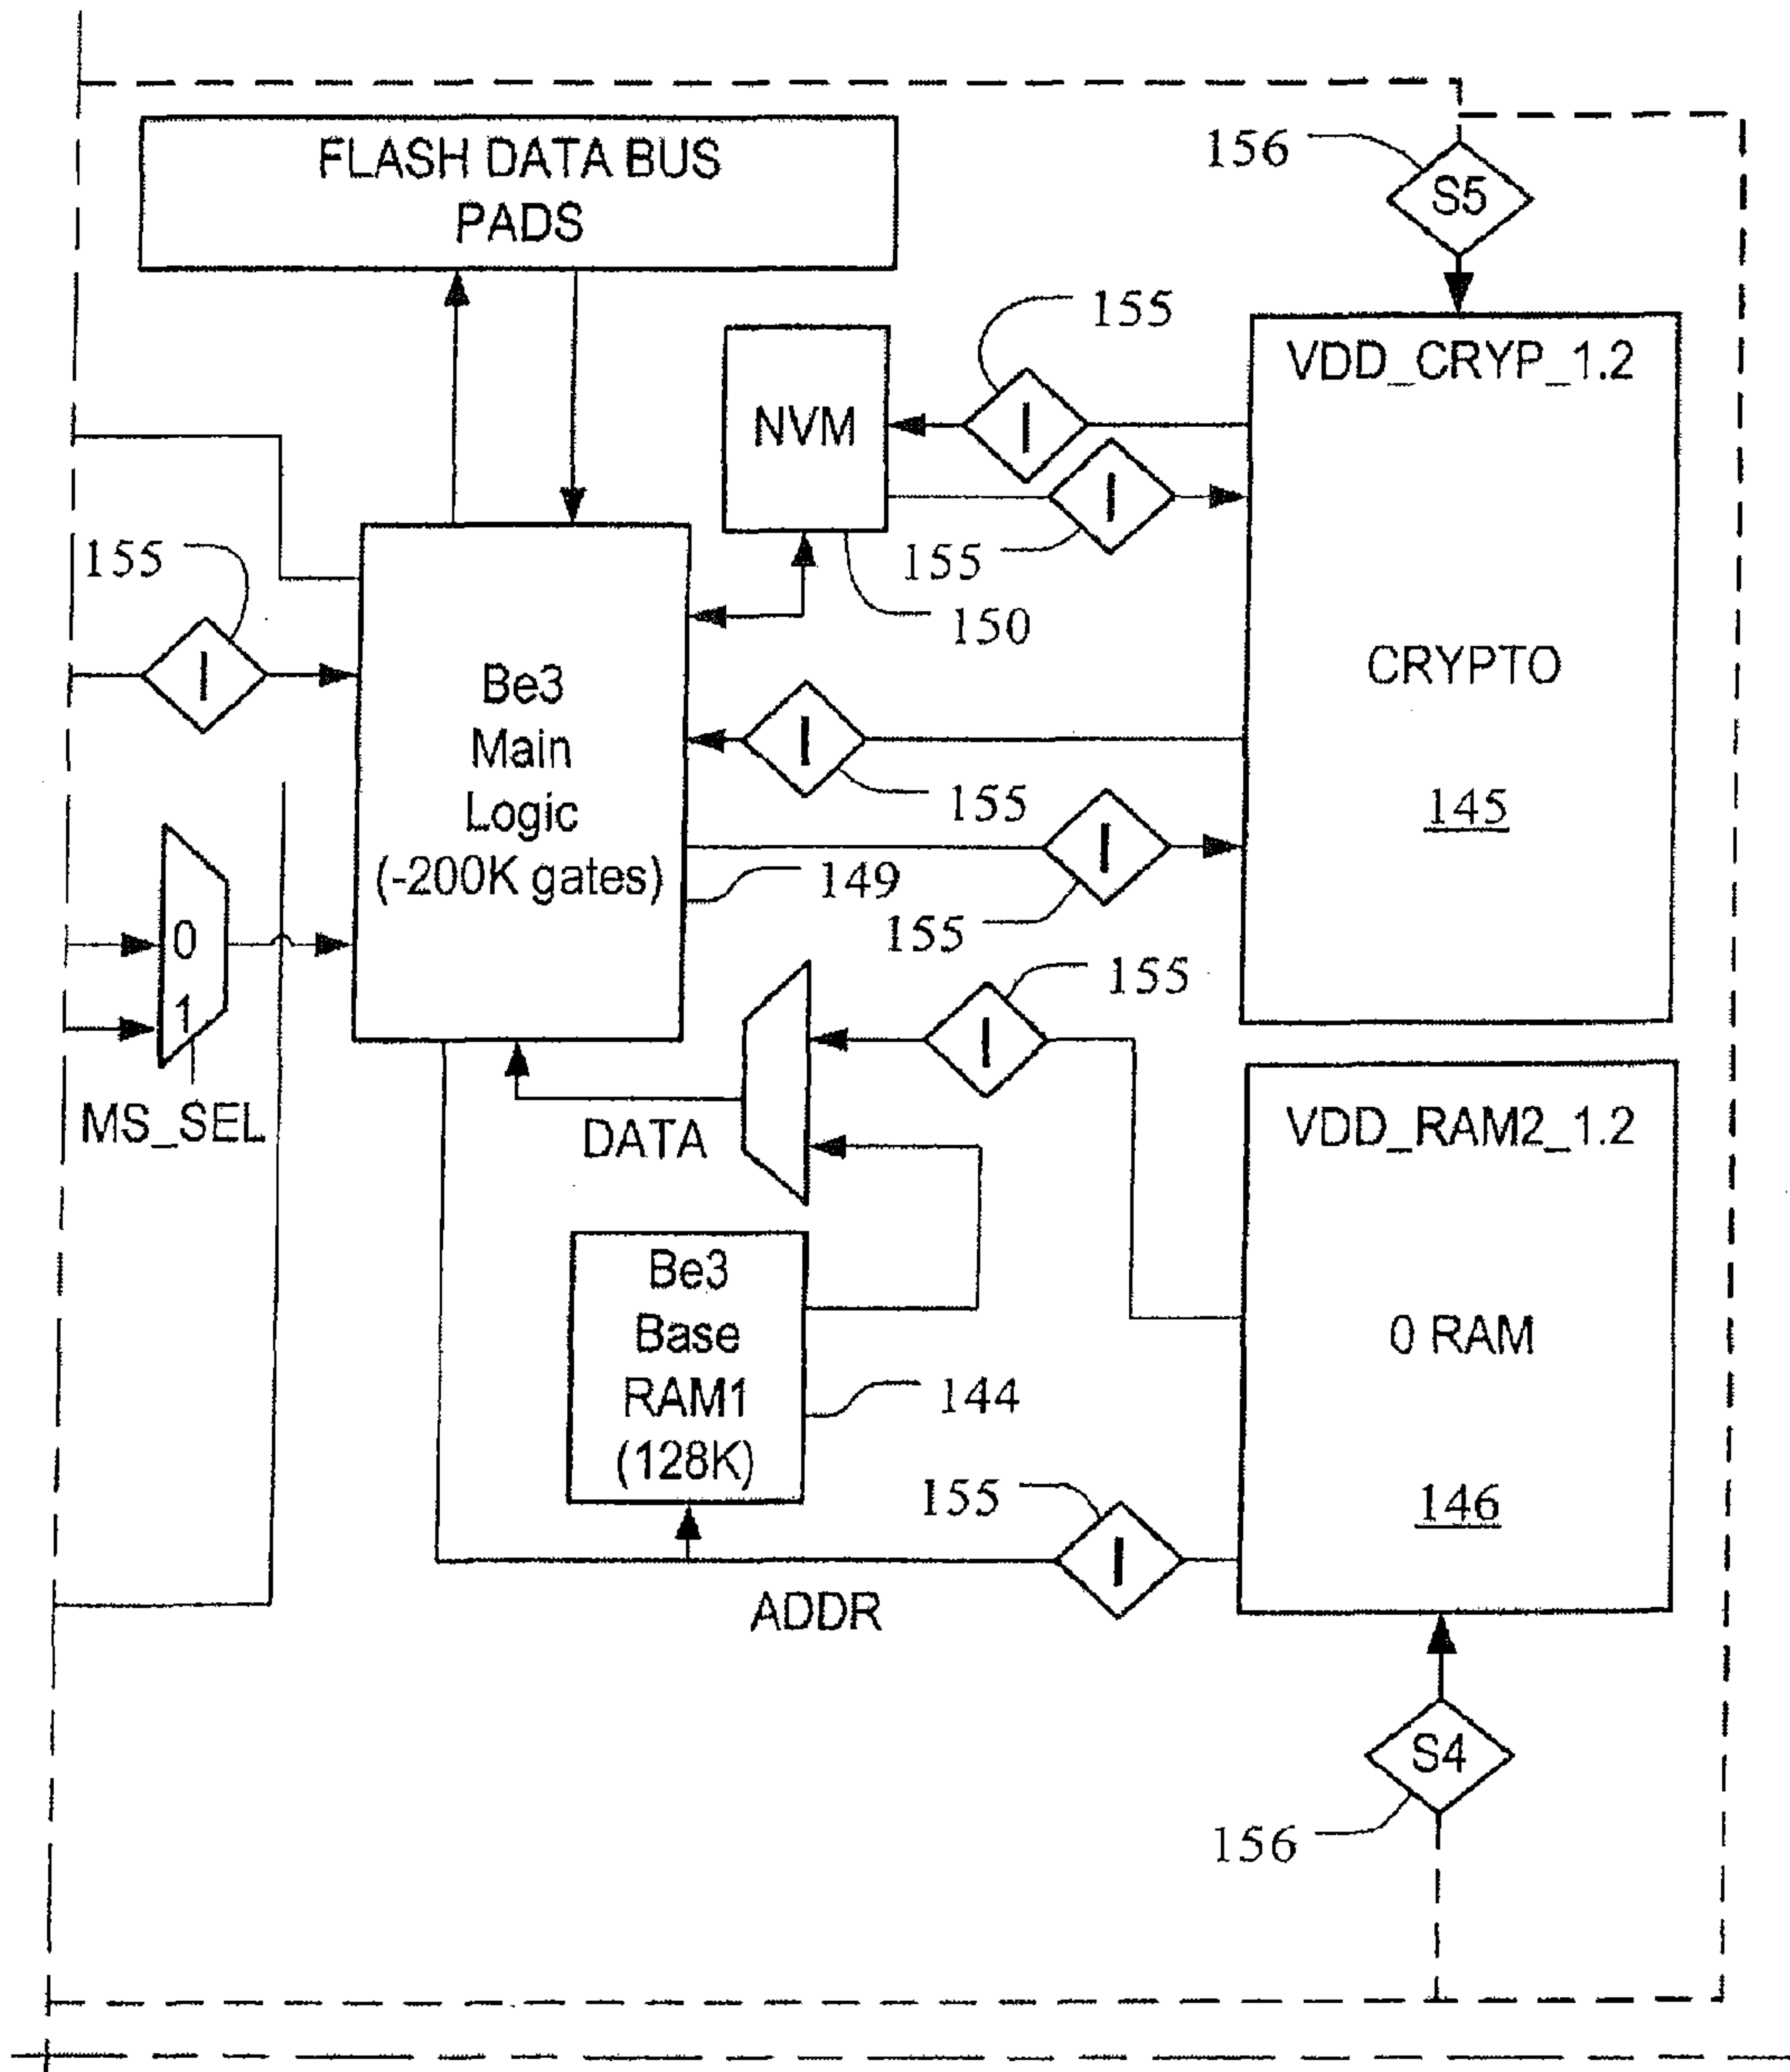 FLASH DATA BUS
PADS
156
S5
155
NVM
I
I
155
150
VDD_CRYP_1.2
CRYPTO
145
155
I
Be3
Main
Logic
(-200K gates)
149
I
155
I
155
0
1
MS_SEL
155
I
DATA
Be3
Base
RAM1
(128K)
144
VDD_RAM2_1.2
0 RAM
146
155
I
ADDR
S4
156